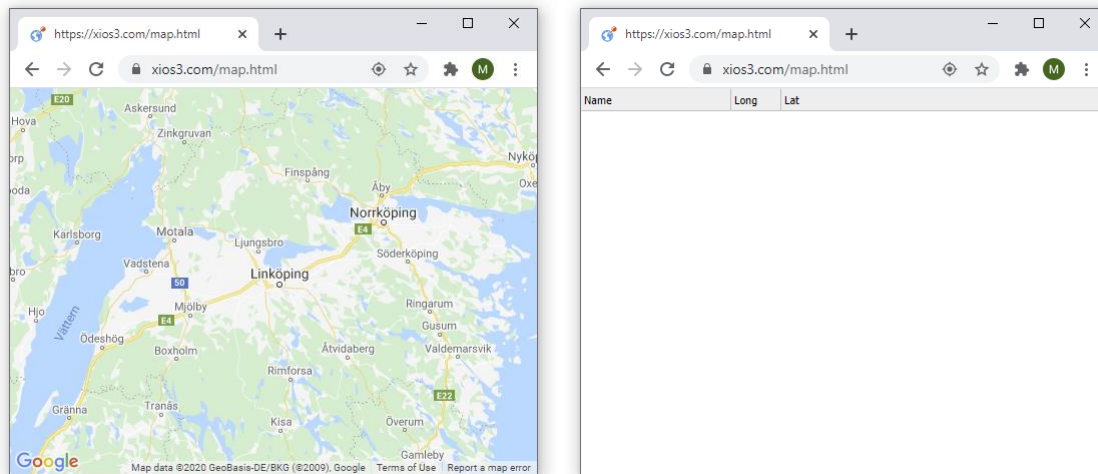 https://xios3.com/map.html
xios3.com/map.html
M
E20
Askersund
Hova
Zinkgruvan
Finspång
Åby
Norrköping
E4
Karlsborg
Motala
Ljungsbro
Söderköping
Vadstena
Linköping
50
Ringarum
Hjo
Mjölby
E4
Vättern
Gusum
Ödeshög
Boxholm
Åtvidaberg
Valdemarsvik
Rimforsa
E22
Gränna
Tranås
Kisa
Överum
Gamleby
Google
Map data ©2020 GeoBasis-DE/BKG (©2009), Google Terms of Use Report a map error
https://xios3.com/map.html
xios3.com/map.html
M
Name Long Lat